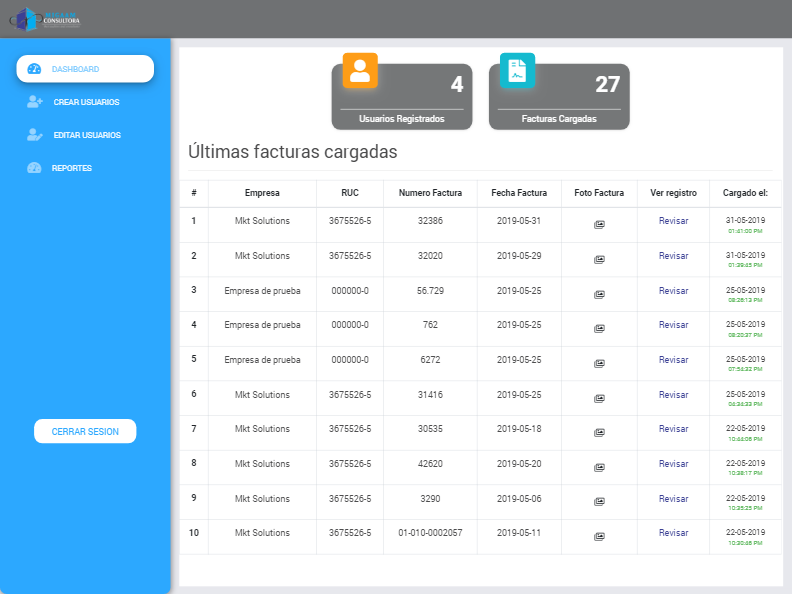 CONSULTORA
DASHBOARD
CREAR USUARIOS
EDITAR USUARIOS
REPORTES
CERRAR SESION
4
Usuarios Registrados
27
Facturas Cargadas
Últimas facturas cargadas
# Empresa RUC Numero Factura Fecha Factura Foto Factura Ver registro Cargado el:
1 Mkt Solutions 3675526-5 32386 2019-05-31 Revisar 31-05-2019
01:41:00 PM
2 Mkt Solutions 3675526-5 32020 2019-05-29 Revisar 31-05-2019
01:39:45 PM
3 Empresa de prueba 000000-0 56.729 2019-05-25 Revisar 25-05-2019
08:26:13 PM
4 Empresa de prueba 000000-0 762 2019-05-25 Revisar 25-05-2019
08:20:37 PM
5 Empresa de prueba 000000-0 6272 2019-05-25 Revisar 25-05-2019
07:54:32 PM
6 Mkt Solutions 3675526-5 31416 2019-05-25 Revisar 25-05-2019
04:34:33 PM
7 Mkt Solutions 3675526-5 30535 2019-05-18 Revisar 22-05-2019
10:44:06 PM
8 Mkt Solutions 3675526-5 42620 2019-05-20 Revisar 22-05-2019
10:38:17 PM
9 Mkt Solutions 3675526-5 3290 2019-05-06 Revisar 22-05-2019
10:35:25 PM
10 Mkt Solutions 3675526-5 01-010-0002057 2019-05-11 Revisar 22-05-2019
10:30:46 PM